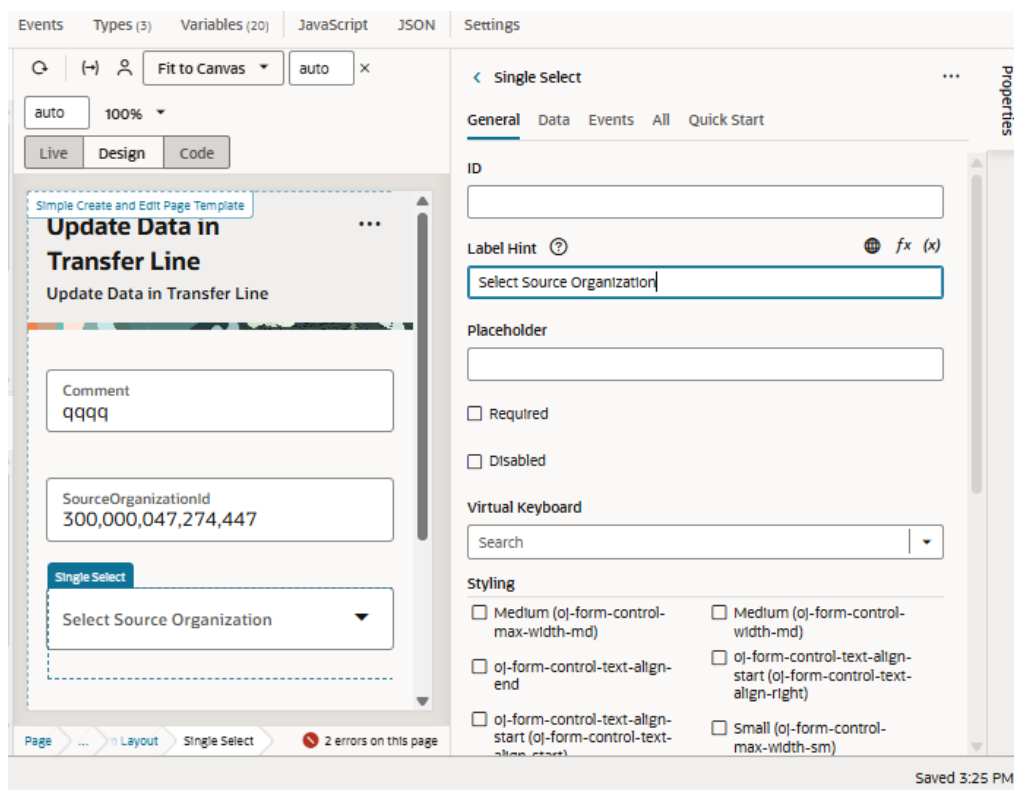 Events Types (3) Variables (20) JavaScript JSON Settings
Fit to Canvas auto ×
auto 100%
Live Design Code
Simple Create and Edit Page Template
Update Data in
Transfer Line
Update Data in Transfer Line
Comment
qqqq
SourceOrganizationId
300,000,047,274,447
Single Select
Select Source Organization
Page ... n Layout Single Select 2 errors on this page
Single Select
Properties
General Data Events All Quick Start
ID
Label Hint ? fx (x)
Select Source Organization
Placeholder
Required
Disabled
Virtual Keyboard
Search
Styling
Medium (oj-form-control-
max-width-md)
Medium (oj-form-control-
width-md)
oj-form-control-text-align-
end
oj-form-control-text-align-
start (oj-form-control-text-
align-right)
oj-form-control-text-align-
start (oj-form-control-text-
align-start)
Small (oj-form-control-
max-width-sm)
Saved 3:25 PM